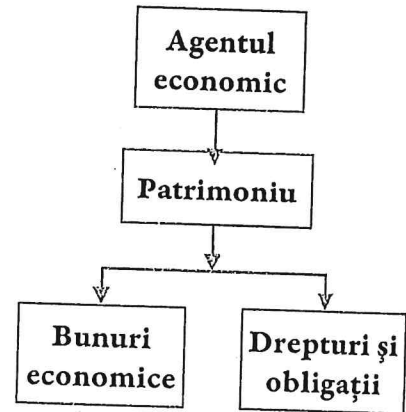 Agentul
economic
Patrimoniu
Bunuri
economice
Drepturi şi
obligaţii